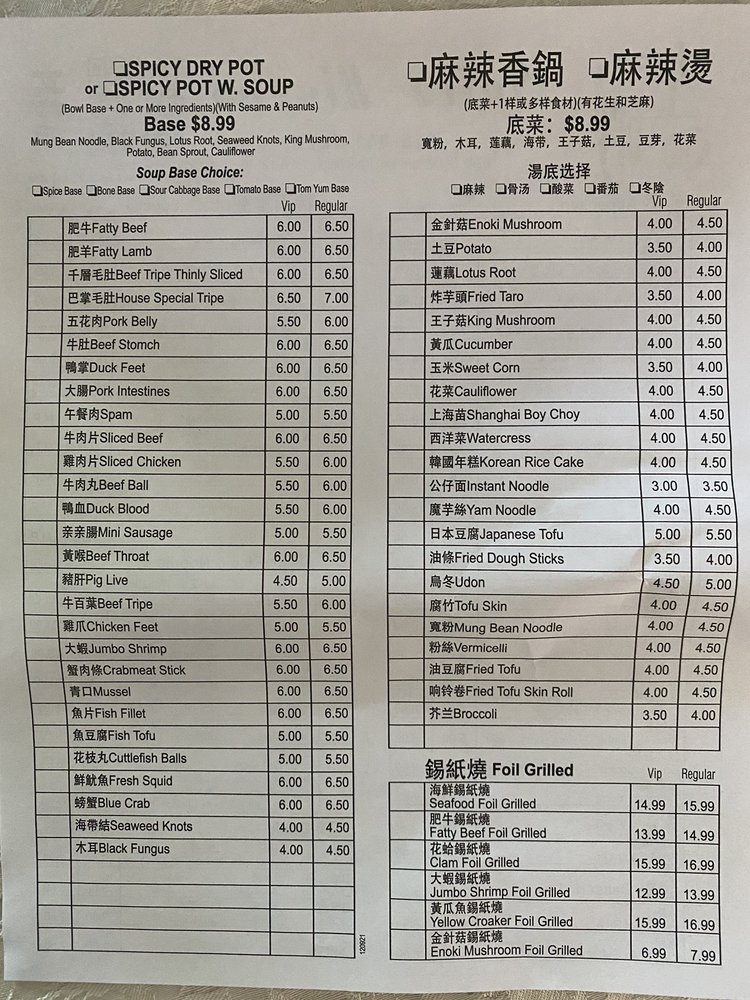 ❏SPICY DRY POT
or ❏SPICY POT W. SOUP
(Bowl Base + One or More Ingredients)(With Sesame & Peanuts)
Base $8.99
Mung Bean Noodle, Black Fungus, Lotus Root, Seaweed Knots, King Mushroom,
Potato, Bean Sprout, Cauliflower
Soup Base Choice:
❏Spice Base ❏Bone Base ❏Sour Cabbage Base ❏Tomato Base ❏Tom Yum Base
Vip Regular
肥牛Fatty Beef 6.00 6.50
肥羊Fatty Lamb 6.00 6.50
千層毛肚Beef Tripe Thinly Sliced 6.00 6.50
巴掌毛肚House Special Tripe 6.50 7.00
五花肉Pork Belly 5.50 6.00
牛肚Beef Stomch 6.00 6.50
鴨掌Duck Feet 6.00 6.50
大腸Pork Intestines 6.00 6.50
午餐肉Spam 5.00 5.50
牛肉片Sliced Beef 6.00 6.50
雞肉片Sliced Chicken 5.50 6.00
牛肉丸Beef Ball 5.50 6.00
鴨血Duck Blood 5.50 6.00
亲亲腸Mini Sausage 5.00 5.50
黃喉Beef Throat 6.00 6.50
豬肝Pig Live 4.50 5.00
牛百葉Beef Tripe 5.50 6.00
雞爪Chicken Feet 5.00 5.50
大蝦Jumbo Shrimp 6.00 6.50
蟹肉條Crabmeat Stick 6.00 6.50
青口Mussel 6.00 6.50
魚片Fish Fillet 6.00 6.50
魚豆腐Fish Tofu 5.00 5.50
花枝丸Cuttlefish Balls 5.00 5.50
鮮魷魚Fresh Squid 6.00 6.50
螃蟹Blue Crab 6.00 6.50
海帶結Seaweed Knots 4.00 4.50
木耳Black Fungus 4.00 4.50
120921
❏麻辣香鍋 ❏麻辣燙
(底菜+1样或多样食材)(有花生和芝麻)
底菜：$8.99
寬粉，木耳，蓮藕，海带，王子菇，土豆，豆芽，花菜
湯底选择
❏麻辣 ❏骨汤 ❏酸菜 ❏番茄 ❏冬陰
Vip Regular
金針菇Enoki Mushroom 4.00 4.50
土豆Potato 3.50 4.00
蓮藕Lotus Root 4.00 4.50
炸芋頭Fried Taro 3.50 4.00
王子菇King Mushroom 4.00 4.50
黃瓜Cucumber 4.00 4.50
玉米Sweet Corn 3.50 4.00
花菜Cauliflower 4.00 4.50
上海苗Shanghai Boy Choy 4.00 4.50
西洋菜Watercress 4.00 4.50
韓國年糕Korean Rice Cake 4.00 4.50
公仔面Instant Noodle 3.00 3.50
魔芋絲Yam Noodle 4.00 4.50
日本豆腐Japanese Tofu 5.00 5.50
油條Fried Dough Sticks 3.50 4.00
烏冬Udon 4.50 5.00
腐竹Tofu Skin 4.00 4.50
寬粉Mung Bean Noodle 4.00 4.50
粉絲Vermicelli 4.00 4.50
油豆腐Fried Tofu 4.00 4.50
响铃卷Fried Tofu Skin Roll 4.00 4.50
芥兰Broccoli 3.50 4.00
錫紙燒 Foil Grilled Vip Regular
海鮮錫紙燒
Seafood Foil Grilled 14.99 15.99
肥牛錫紙燒
Fatty Beef Foil Grilled 13.99 14.99
花蛤錫紙燒
Clam Foil Grilled 15.99 16.99
大蝦錫紙燒
Jumbo Shrimp Foil Grilled 12.99 13.99
黃瓜魚錫紙燒
Yellow Croaker Foil Grilled 15.99 16.99
金針菇錫紙燒
Enoki Mushroom Foil Grilled 6.99 7.99